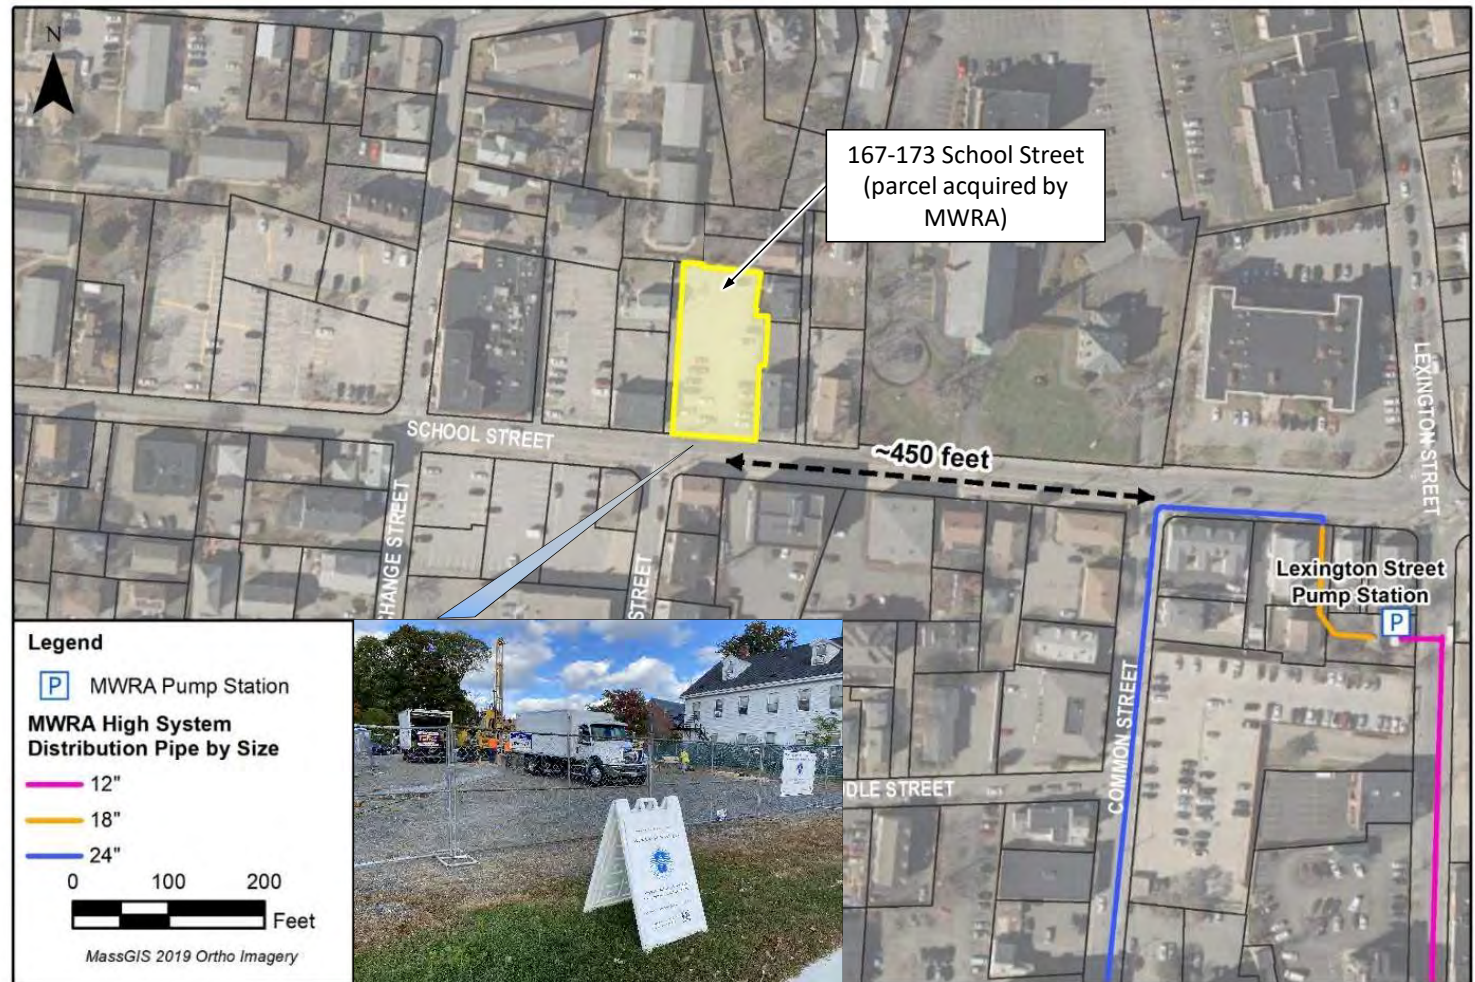 N
167-173 School Street
(parcel acquired by
MWRA)
LEXINGTON STREET
SCHOOL STREET
~450 feet
CHANGE STREET
STREET
Lexington Street
Pump Station
P
COMMON STREET
DLE STREET
Legend
P MWRA Pump Station
MWRA High System
Distribution Pipe by Size
12"
18"
24"
0 100 200
Feet
MassGIS 2019 Ortho Imagery